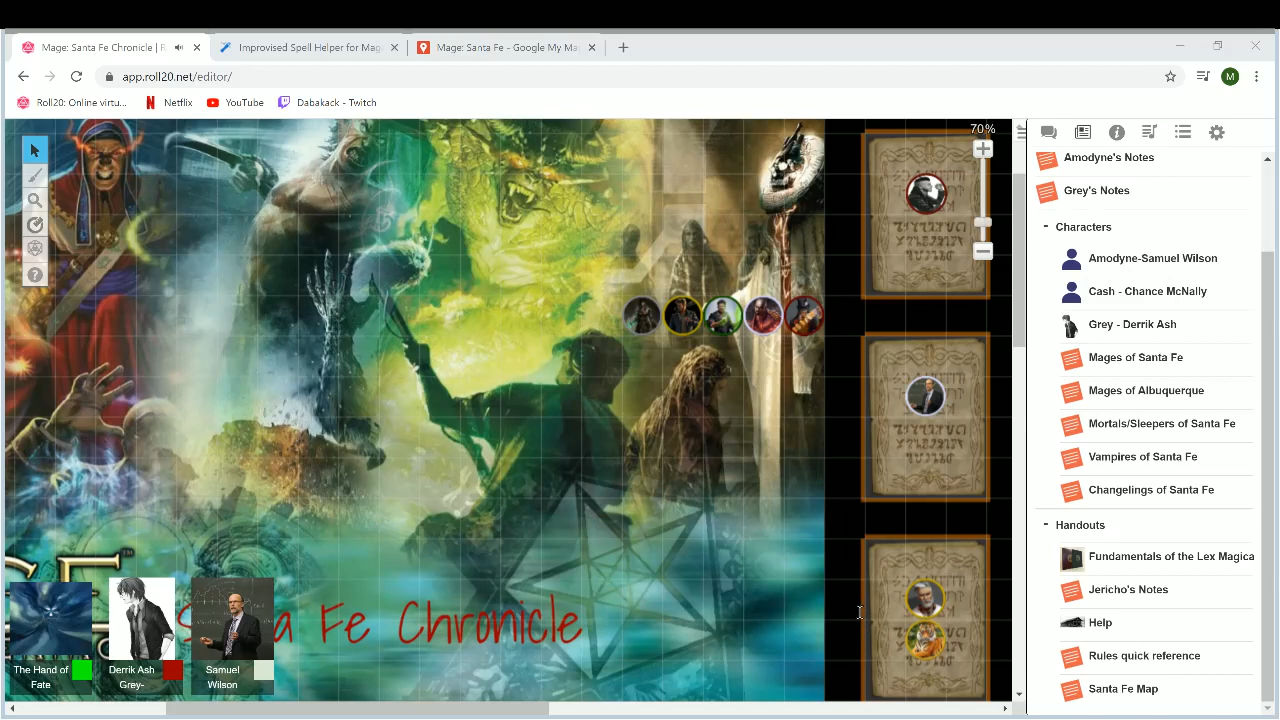 Mage: Santa Fe Chronicle | R
Improvised Spell Helper for Mag
Mage: Santa Fe - Google My Ma
app.roll20.net/editor/
M
Roll20: Online virtu...
Netflix
YouTube
Dabakack - Twitch
70%
Amodyne's Notes
Grey's Notes
Characters
Amodyne-Samuel Wilson
Cash - Chance McNally
Grey - Derrik Ash
Mages of Santa Fe
Mages of Albuquerque
Mortals/Sleepers of Santa Fe
Vampires of Santa Fe
Changelings of Santa Fe
Handouts
Fundamentals of the Lex Magica
Jericho's Notes
Help
Rules quick reference
Santa Fe Map
TM
a Fe Chronicle
The Hand of
Fate
Derrik Ash
Grey-
Samuel
Wilson